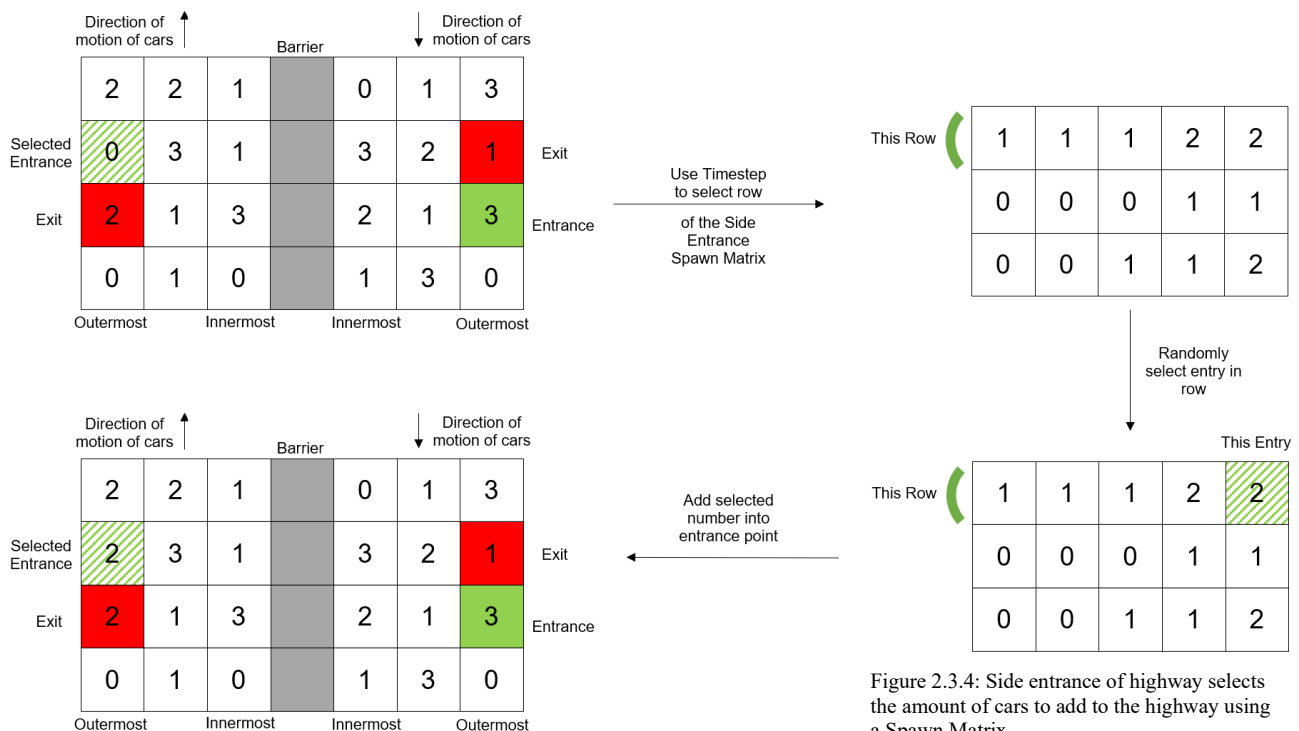 Direction of
motion of cars
Direction of
motion of cars
Barrier
2 2 1 0 1 3
Selected
Entrance
0 3 1 3 2 1
Exit
Exit
2 1 3 2 1 3
Entrance
0 1 0 1 3 0
Outermost Innermost Innermost Outermost
Use Timestep
to select row
of the Side
Entrance
Spawn Matrix
This Row
1 1 1 2 2
0 0 0 1 1
0 0 1 1 2
Randomly
select entry in
row
This Entry
This Row
1 1 1 2 2
0 0 0 1 1
0 0 1 1 2
Add selected
number into
entrance point
Direction of
motion of cars
Direction of
motion of cars
Barrier
2 2 1 0 1 3
Selected
Entrance
2 3 1 3 2 1
Exit
Exit
2 1 3 2 1 3
Entrance
0 1 0 1 3 0
Outermost Innermost Innermost Outermost
Figure 2.3.4: Side entrance of highway selects
the amount of cars to add to the highway using
a Spawn Matrix